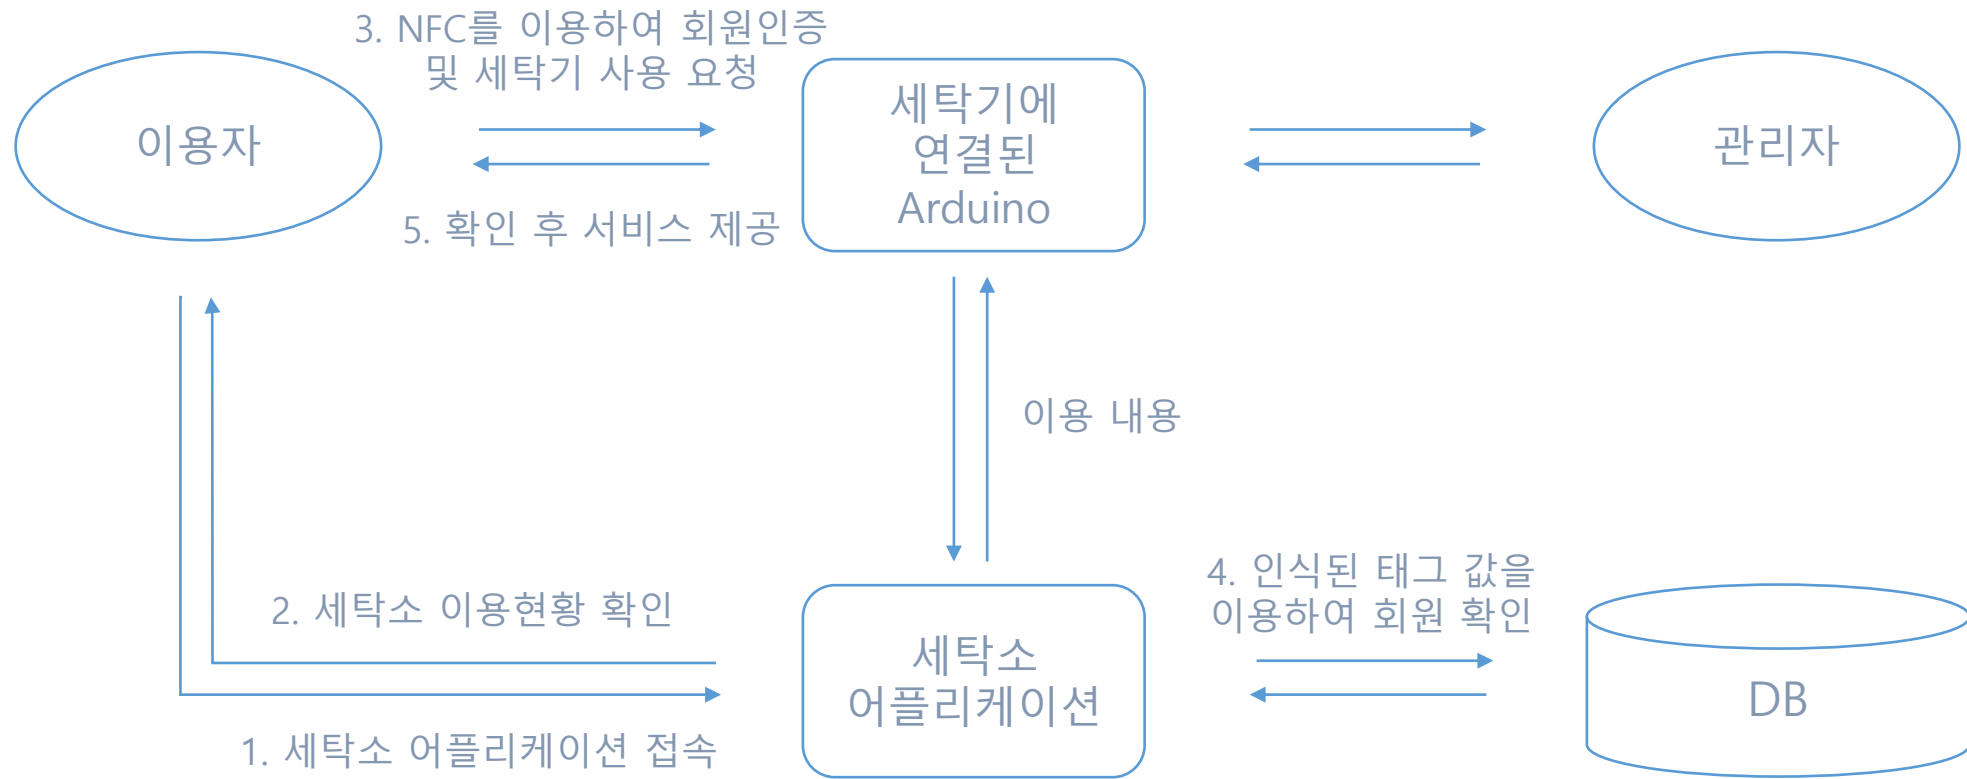 3. NFC를 이용하여 회원인증
및 세탁기 사용 요청
이용자
세탁기에
연결된
Arduino
관리자
5. 확인 후 서비스 제공
이용 내용
2. 세탁소 이용현황 확인
4. 인식된 태그 값을
이용하여 회원 확인
세탁소
어플리케이션
DB
1. 세탁소 어플리케이션 접속